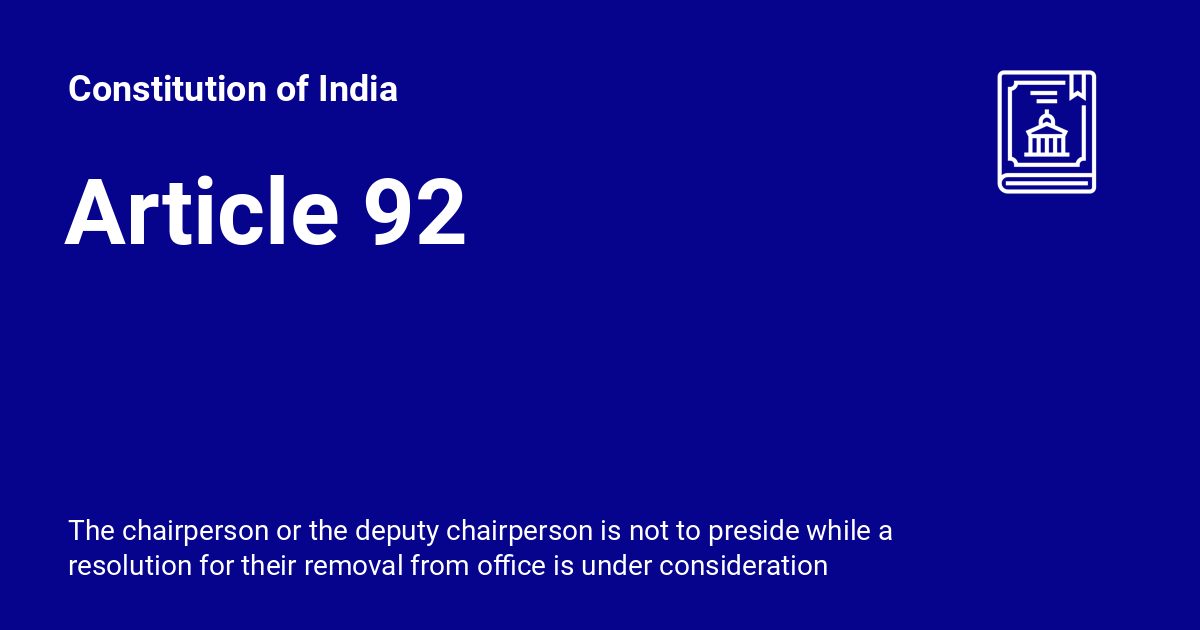 Constitution of India
Article 92
The chairperson or the deputy chairperson is not to preside while a
resolution for their removal from office is under consideration